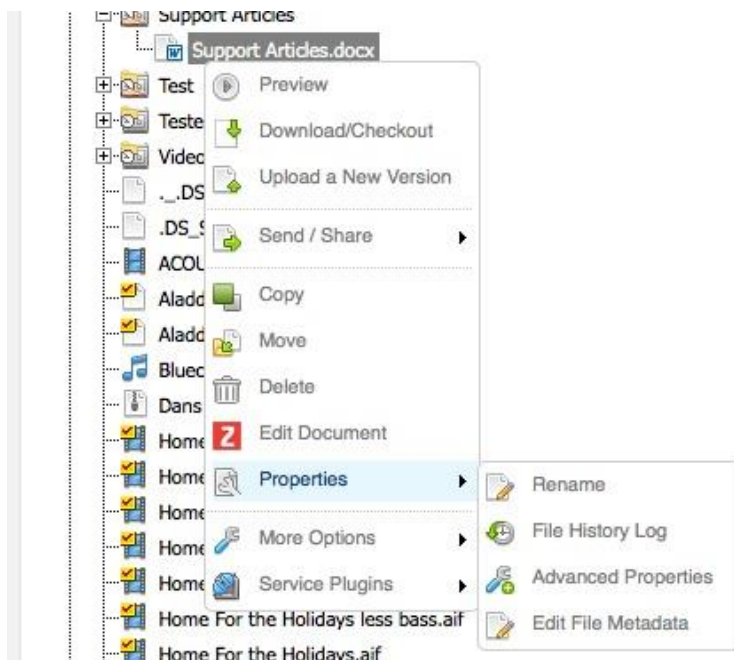 Support Articles
Support Articles.docx
Test
Preview
Teste
Download/Checkout
Video
Upload a New Version
._.DS
.DS_S
Send / Share
ACOU
Aladd
Copy
Aladd
Move
Bluec
Delete
Dans
Home
Z Edit Document
Home
Properties
Rename
Home
File History Log
Home
More Options
Home
Service Plugins
Advanced Properties
Home For the Holidays less bass.aif
Edit File Metadata
Home For the Holidays.aif